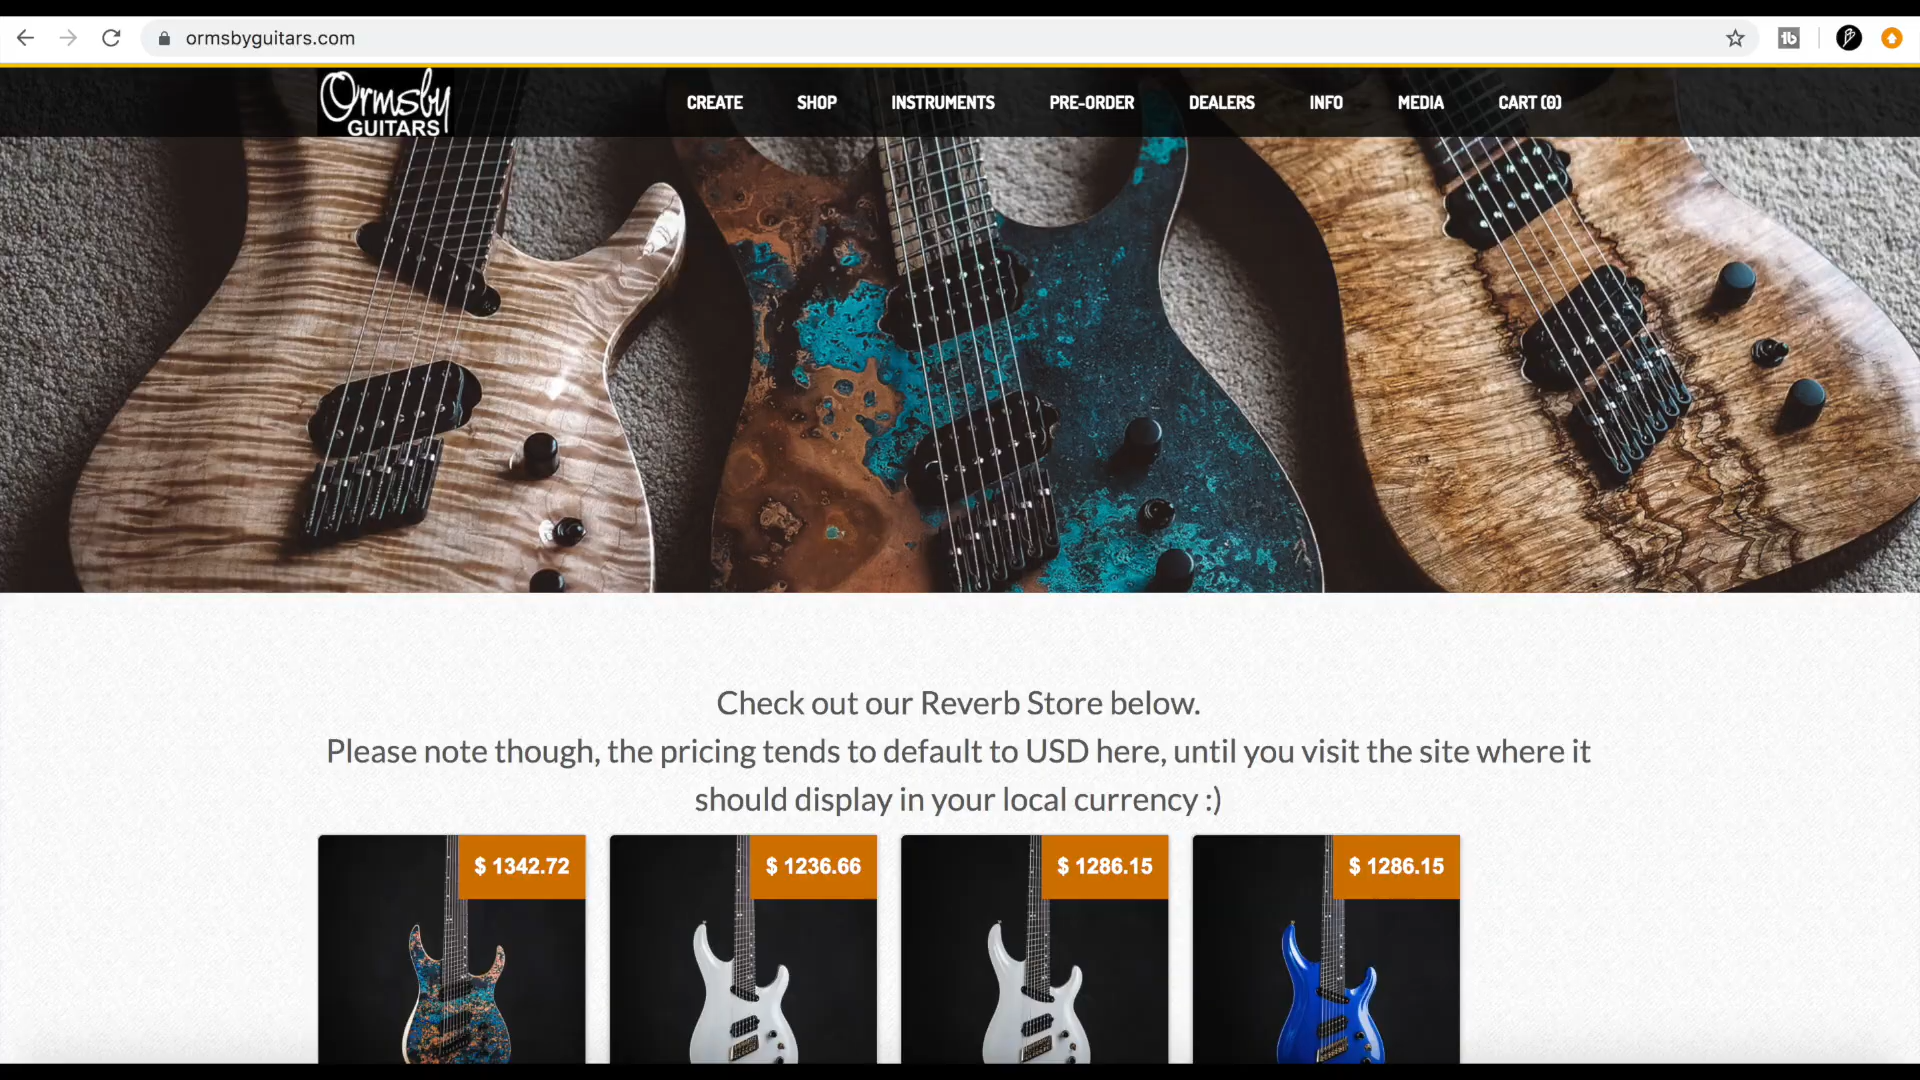 ormsbyguitars.com
Ormsby
GUITARS
CREATE SHOP INSTRUMENTS PRE-ORDER DEALERS INFO MEDIA CART (0)
Check out our Reverb Store below.
Please note though, the pricing tends to default to USD here, until you visit the site where it
should display in your local currency :)
$ 1342.72 $ 1236.66 $ 1286.15 $ 1286.15